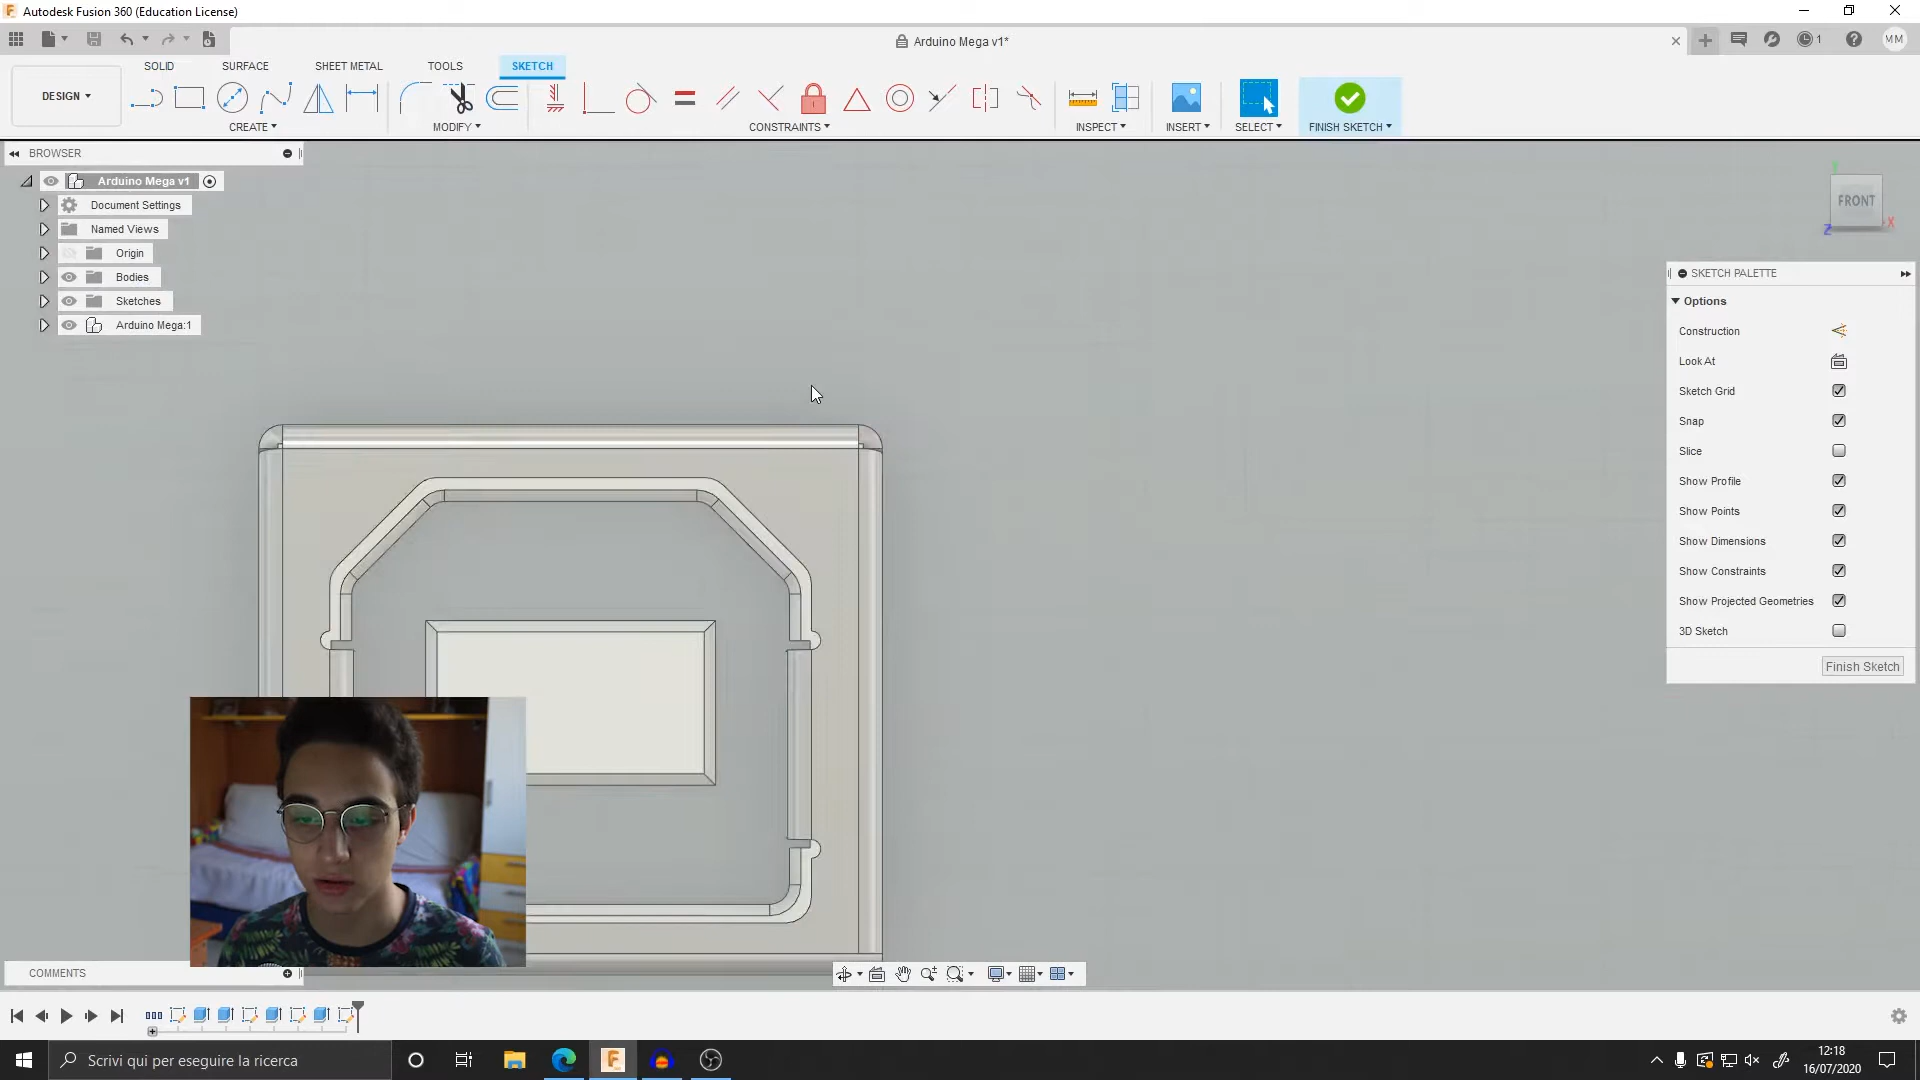 Autodesk Fusion 360 (Education License)
Arduino Mega v1*
1
MM
DESIGN
SOLID
SURFACE
SHEET METAL
TOOLS
SKETCH
CREATE
MODIFY
CONSTRAINTS
INSPECT
INSERT
SELECT
FINISH SKETCH
BROWSER
Arduino Mega v1
Document Settings
Named Views
Origin
Bodies
Sketches
Arduino Mega:1
FRONT
X
Z
SKETCH PALETTE
Options
Construction
Look At
Sketch Grid
Snap
Slice
Show Profile
Show Points
Show Dimensions
Show Constraints
Show Projected Geometries
3D Sketch
Finish Sketch
COMMENTS
Scrivi qui per eseguire la ricerca
12:18
16/07/2020